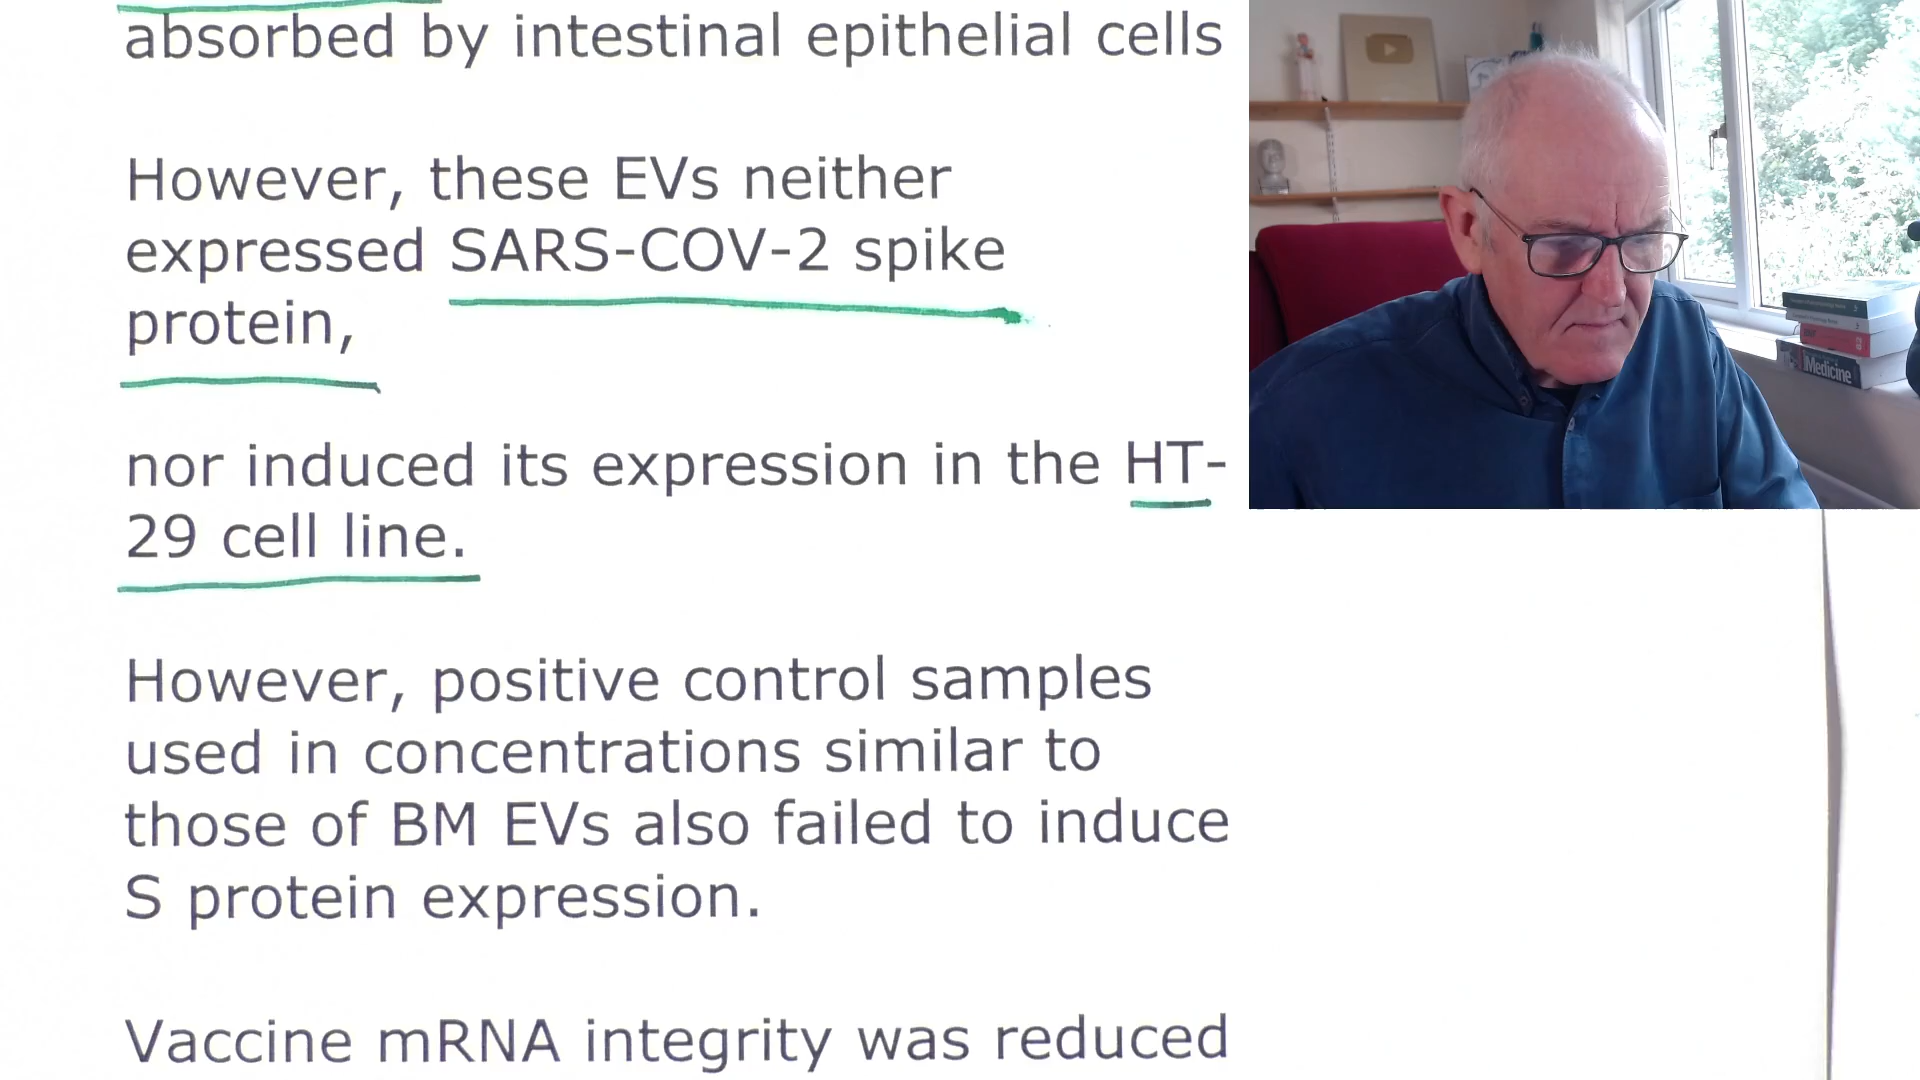 absorbed by intestinal epithelial cells
However, these EVs neither
expressed SARS-COV-2 spike
protein,
nor induced its expression in the HT-
29 cell line.
However, positive control samples
used in concentrations similar to
those of BM EVs also failed to induce
S protein expression.
Vaccine mRNA integrity was reduced
Medicine